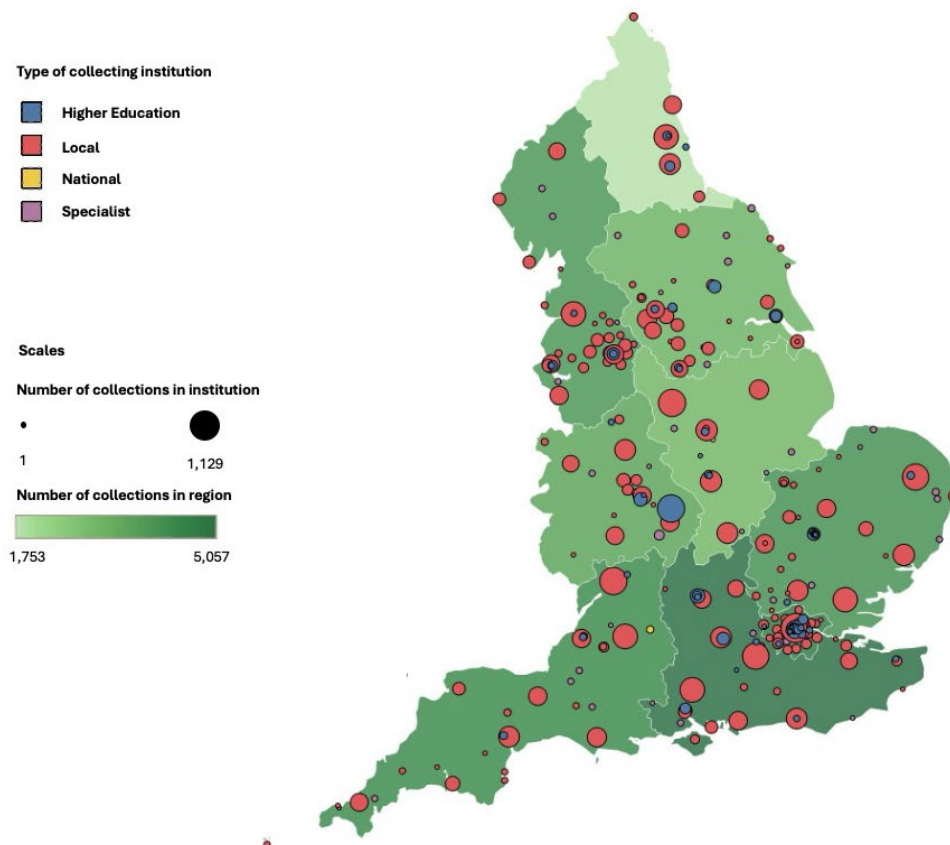 Type of collecting institution
Higher Education
Local
National
Specialist
Scales
Number of collections in institution
1
1,129
Number of collections in region
1,753
5,057